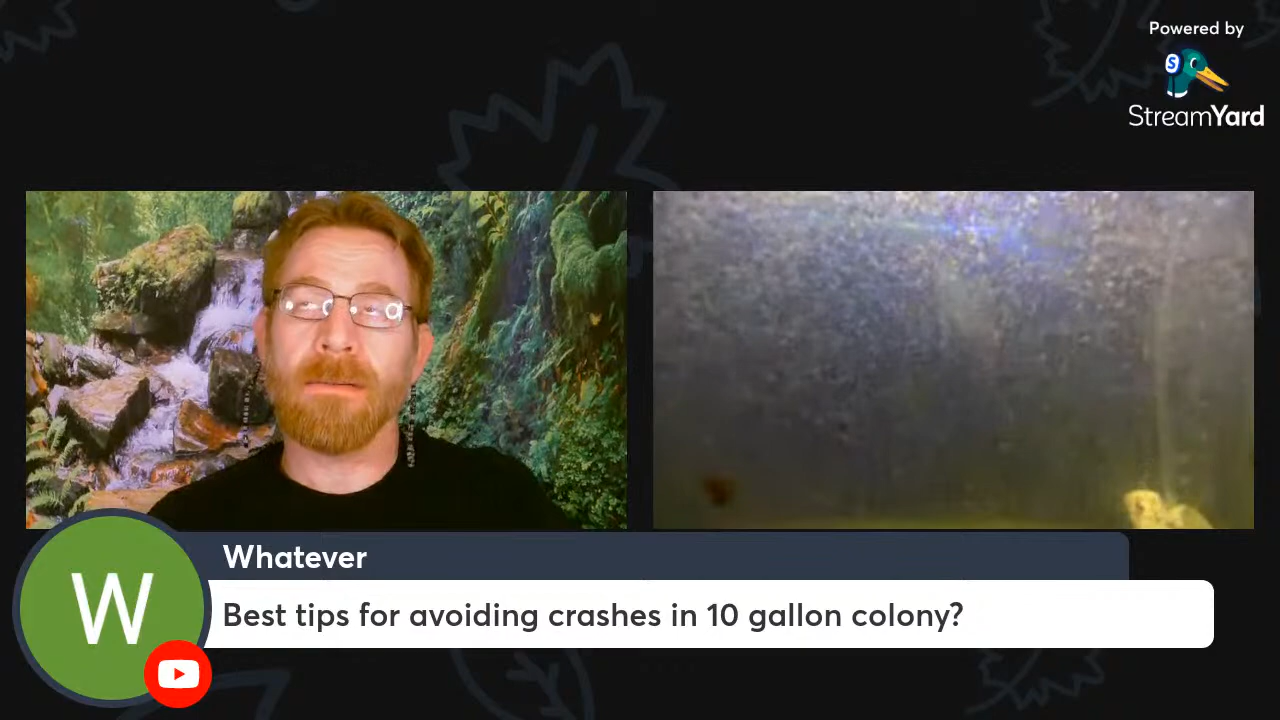 Powered by
S
StreamYard
Whatever
W
Best tips for avoiding crashes in 10 gallon colony?